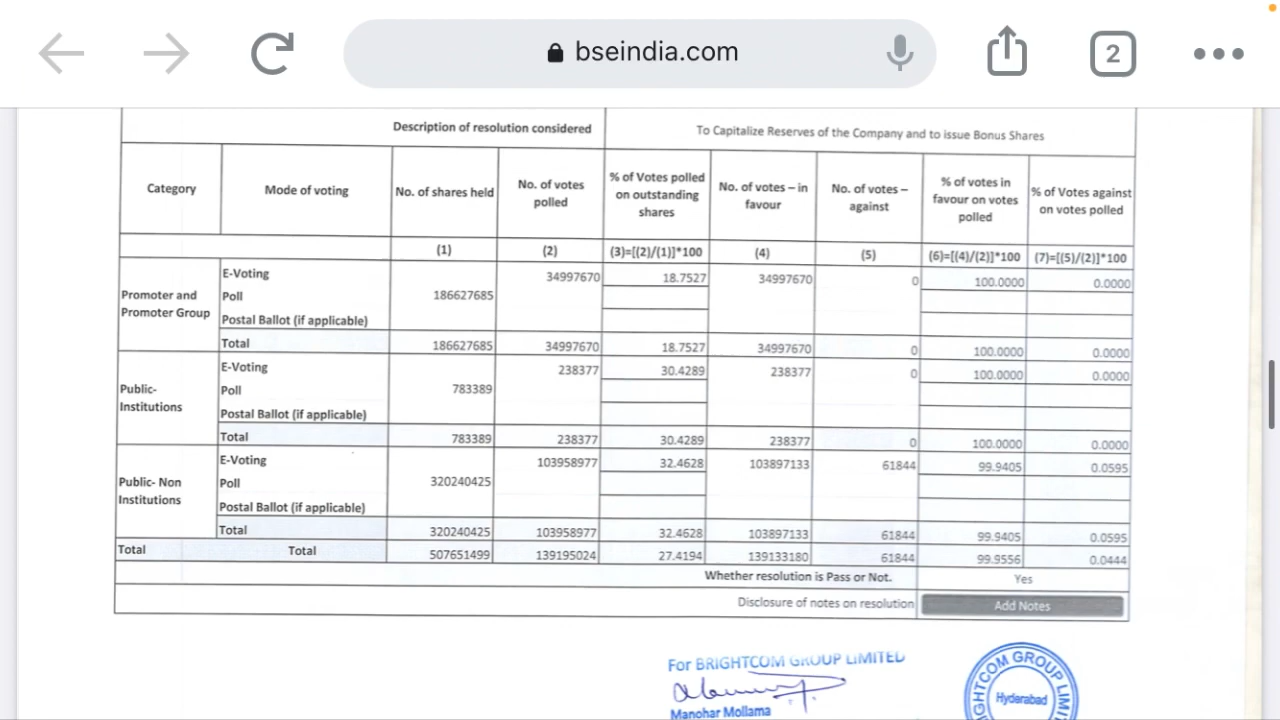 bseindia.com
2
Description of resolution considered To Capitalize Reserves of the Company and to issue Bonus Shares
Category Mode of voting No. of shares held No. of votes polled % of Votes polled on outstanding shares No. of votes – in favour No. of votes – against % of votes in favour on votes polled % of Votes against on votes polled
(1) (2) (3)=[(2)/(1)]*100 (4) (5) (6)=[(4)/(2)]*100 (7)=[(5)/(2)]*100
Promoter and Promoter Group
E-Voting 34997670 18.7527 34997670 0 100.0000 0.0000
Poll 186627685
Postal Ballot (if applicable)
Total 186627685 34997670 18.7527 34997670 0 100.0000 0.0000
Public- Institutions
E-Voting 238377 30.4289 238377 0 100.0000 0.0000
Poll 783389
Postal Ballot (if applicable)
Total 783389 238377 30.4289 238377 0 100.0000 0.0000
Public- Non Institutions
E-Voting 103958977 32.4628 103897133 61844 99.9405 0.0595
Poll 320240425
Postal Ballot (if applicable)
Total 320240425 103958977 32.4628 103897133 61844 99.9405 0.0595
Total Total 507651499 139195024 27.4194 139133180 61844 99.9556 0.0444
Whether resolution is Pass or Not. Yes
Disclosure of notes on resolution Add Notes
For BRIGHTCOM GROUP LIMITED
Manohar Mollama
GHTCOM GROUP LIM
Hyderabad